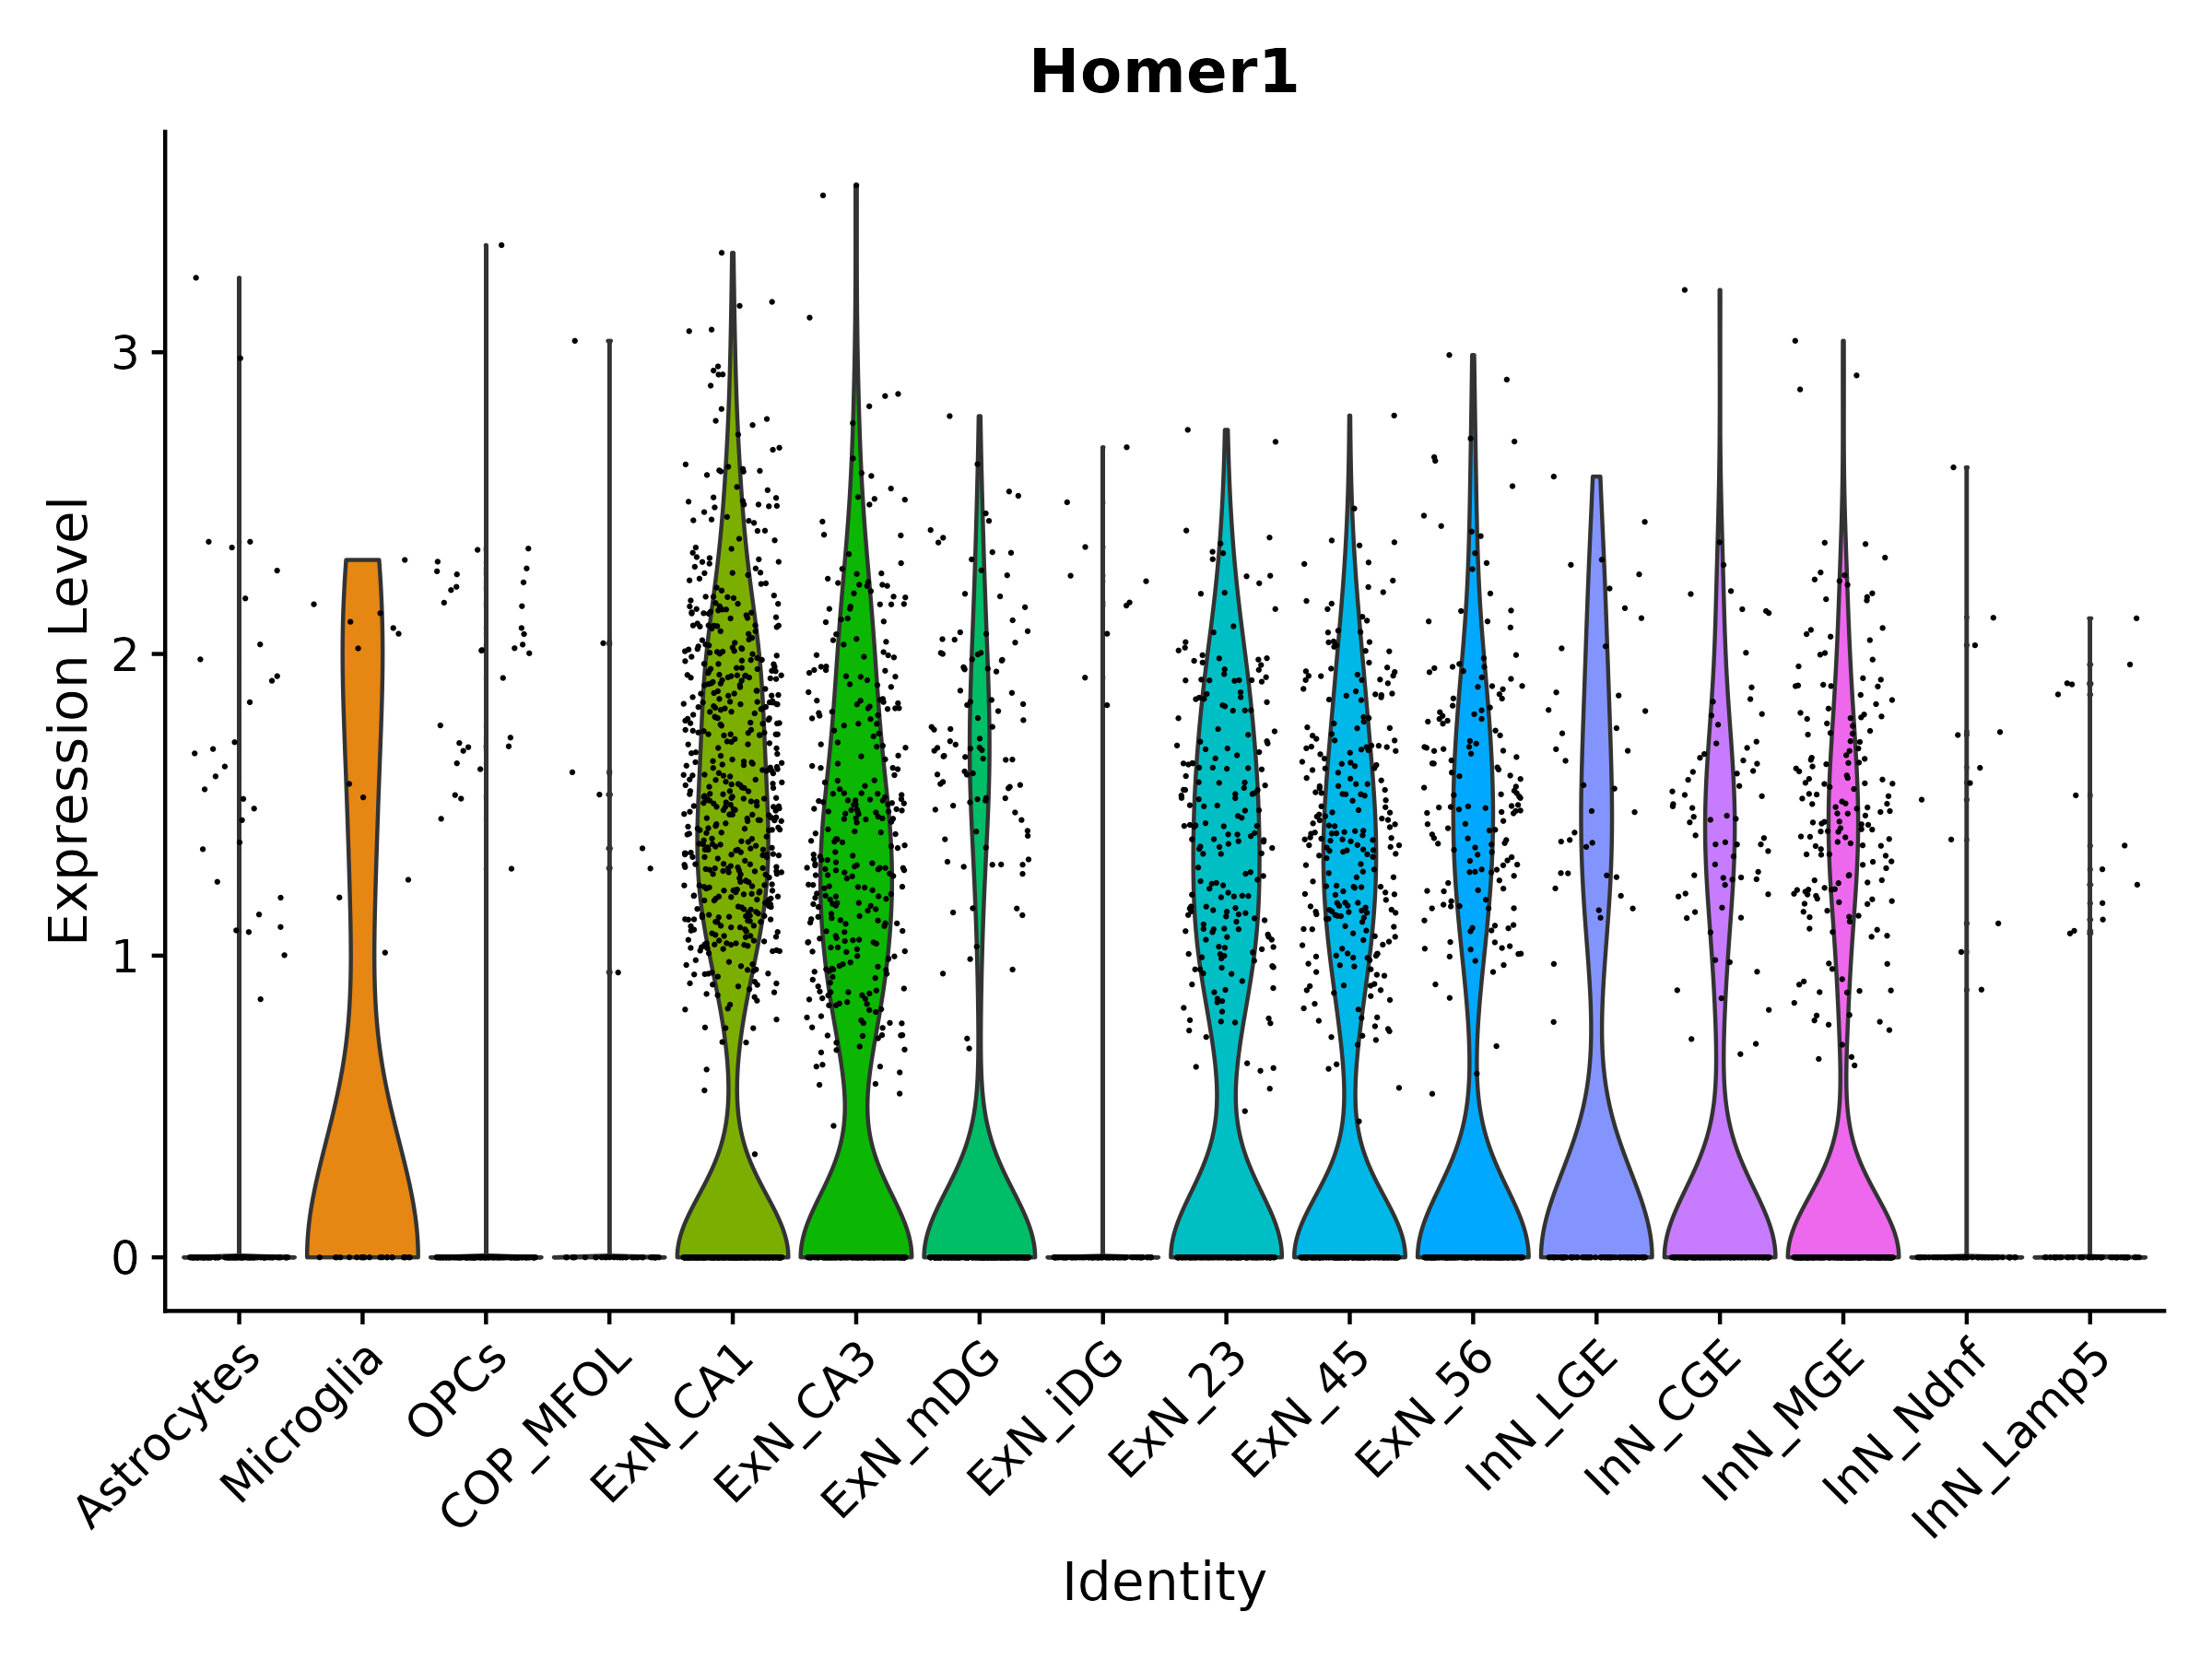 Homer1
Expression Level
3
2
1
0
Astrocytes
Microglia
OPCs
COP_MFOL
ExN_CA1
ExN_CA3
ExN_mDG
ExN_iDG
ExN_23
ExN_45
ExN_56
InN_LGE
InN_CGE
InN_MGE
InN_Ndnf
InN_Lamp5
Identity